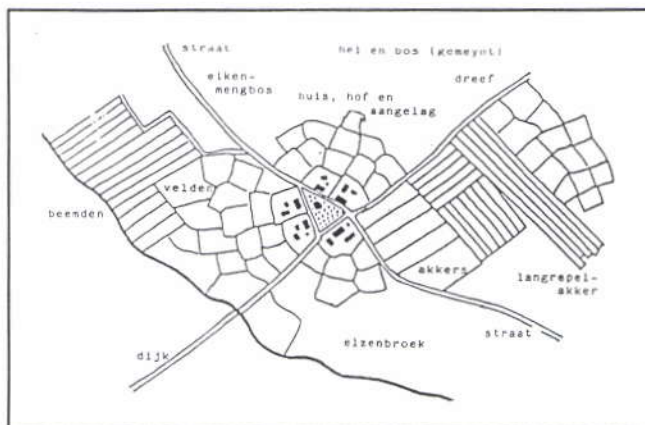 straat
hei en bos (gemeynt)
eiken-
mengbos
dreef
huis, hof en
aangelag
velden
beemden
akkers
langrepel-
akker
straat
dijk
elzenbroek